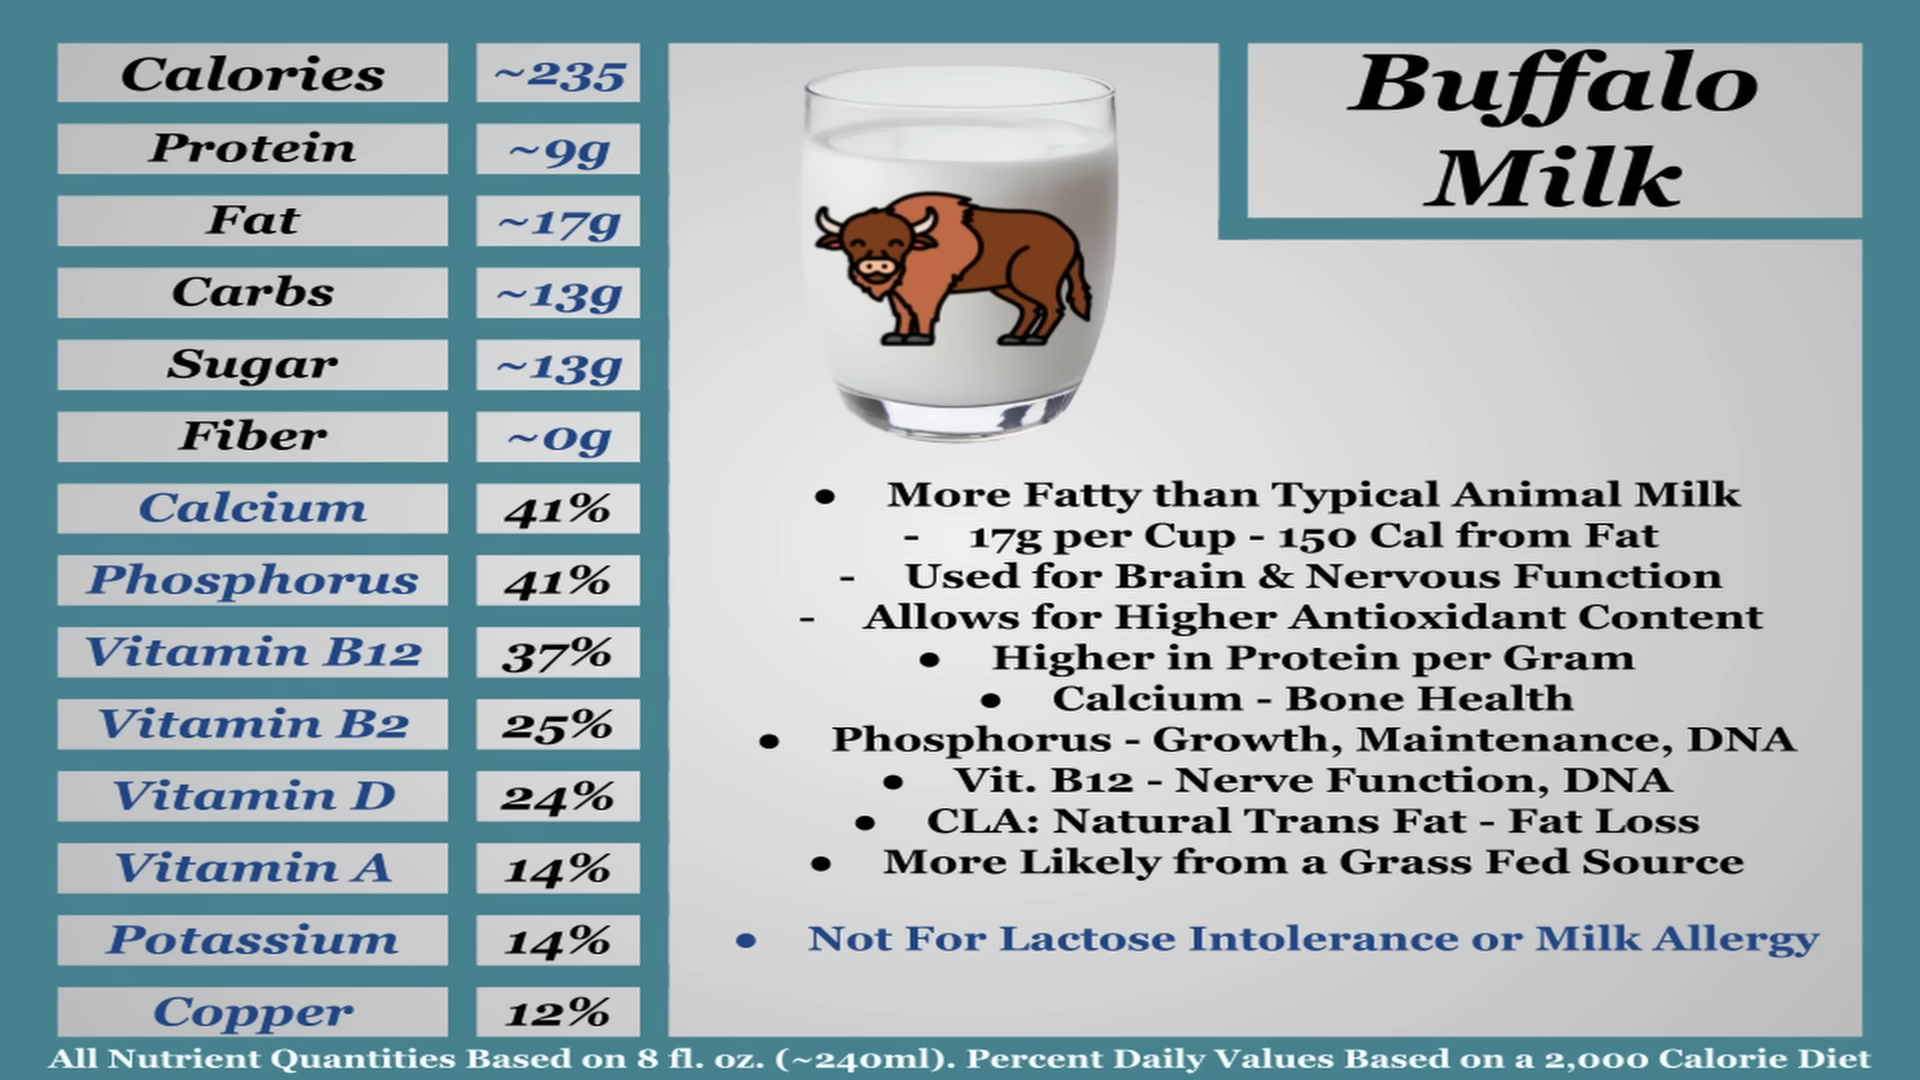 Calories ~235
Protein ~9g
Fat ~17g
Carbs ~13g
Sugar ~13g
Fiber ~0g
Calcium 41%
Phosphorus 41%
Vitamin B12 37%
Vitamin B2 25%
Vitamin D 24%
Vitamin A 14%
Potassium 14%
Copper 12%
Buffalo
Milk
● More Fatty than Typical Animal Milk
- 17g per Cup - 150 Cal from Fat
- Used for Brain & Nervous Function
- Allows for Higher Antioxidant Content
● Higher in Protein per Gram
● Calcium - Bone Health
● Phosphorus - Growth, Maintenance, DNA
● Vit. B12 - Nerve Function, DNA
● CLA: Natural Trans Fat - Fat Loss
● More Likely from a Grass Fed Source
● Not For Lactose Intolerance or Milk Allergy
All Nutrient Quantities Based on 8 fl. oz. (~240ml). Percent Daily Values Based on a 2,000 Calorie Diet